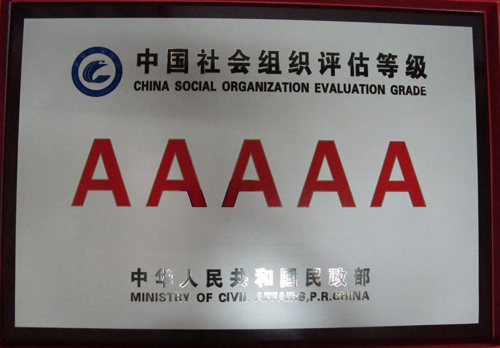 中国社会组织评估等级
CHINA SOCIAL ORGANIZATION EVALUATION GRADE
AAAAA
中华人民共和国民政部
MINISTRY OF CIVIL AFFAIRS,P.R.CHINA